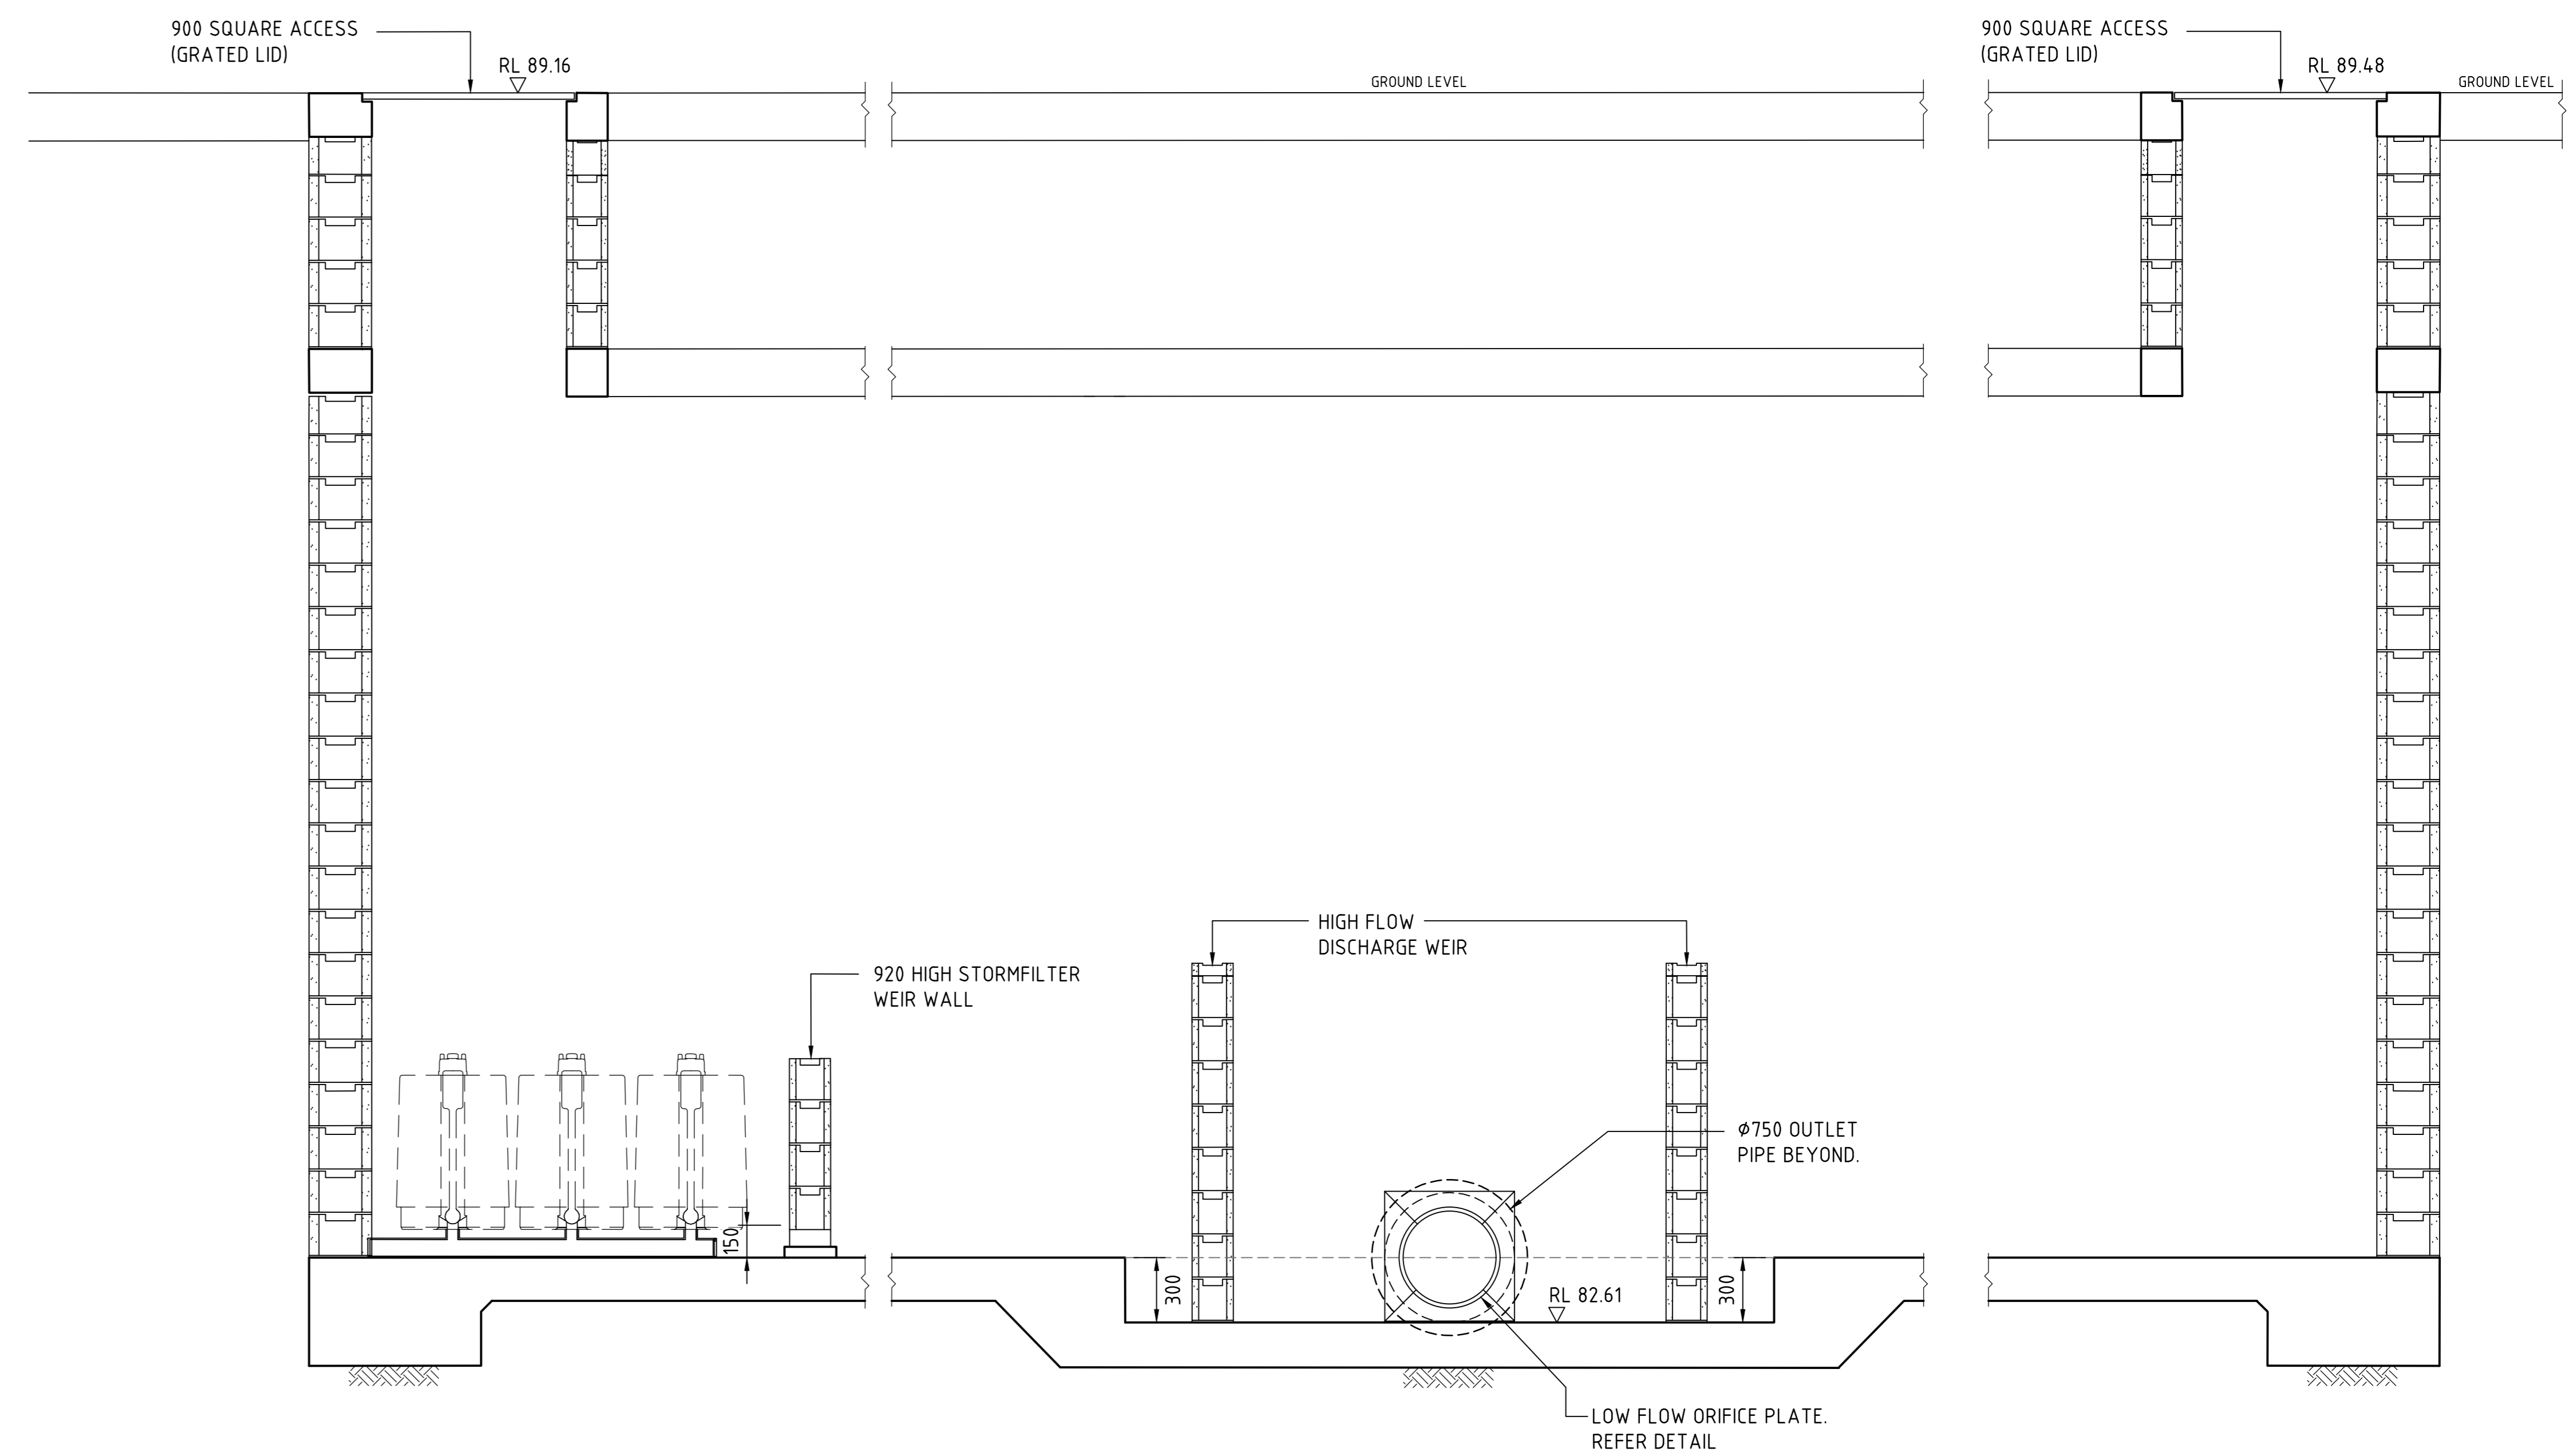 900 SQUARE ACCESS
(GRATED LID)
RL 89.16
GROUND LEVEL
900 SQUARE ACCESS
(GRATED LID)
RL 89.48
GROUND LEVEL
HIGH FLOW
DISCHARGE WEIR
920 HIGH STORMFILTER
WEIR WALL
Ø750 OUTLET
PIPE BEYOND.
150
300
RL 82.61
300
LOW FLOW ORIFICE PLATE.
REFER DETAIL